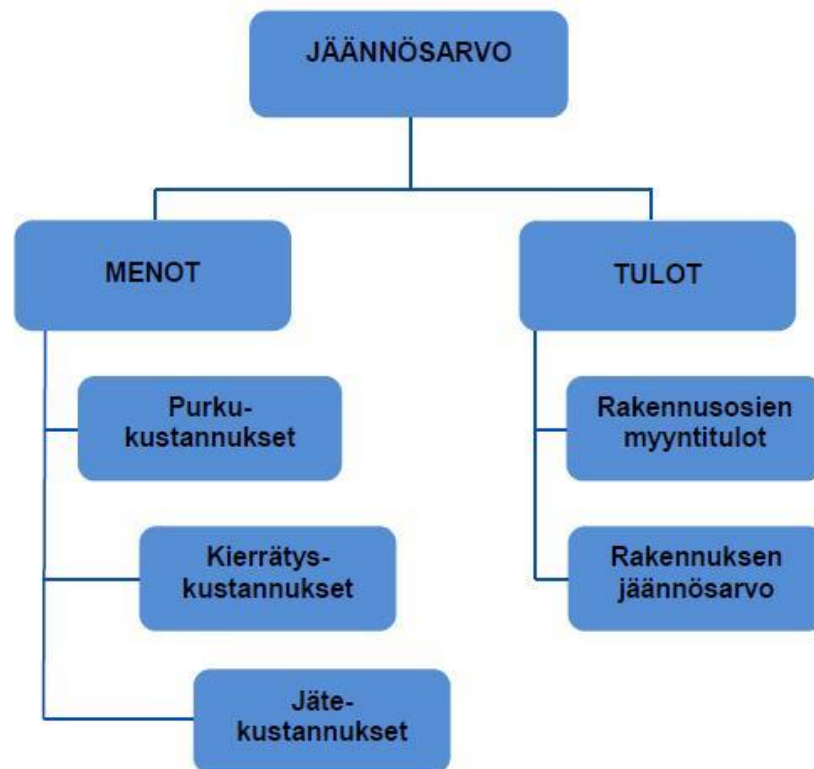 JÄÄNNÖSARVO
MENOT
Purku-
kustannukset
Kierrätys-
kustannukset
Jäte-
kustannukset
TULOT
Rakennusosien
myyntitulot
Rakennuksen
jäännösarvo